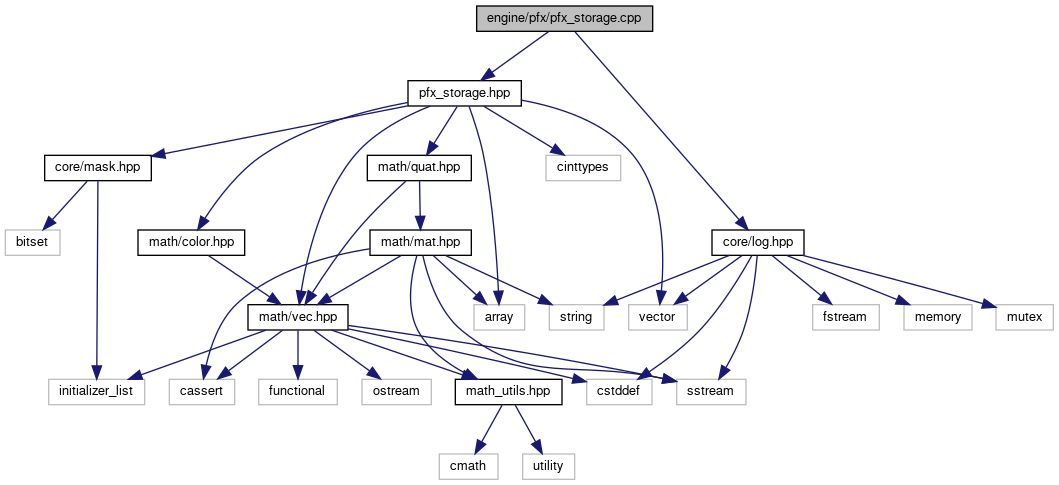 engine/pfx/pfx_storage.cpp
pfx_storage.hpp
core/mask.hpp
math/quat.hpp
cinttypes
bitset
math/color.hpp
math/mat.hpp
core/log.hpp
math/vec.hpp
array
string
vector
fstream
memory
mutex
initializer_list
cassert
functional
ostream
math_utils.hpp
cstddef
sstream
cmath
utility